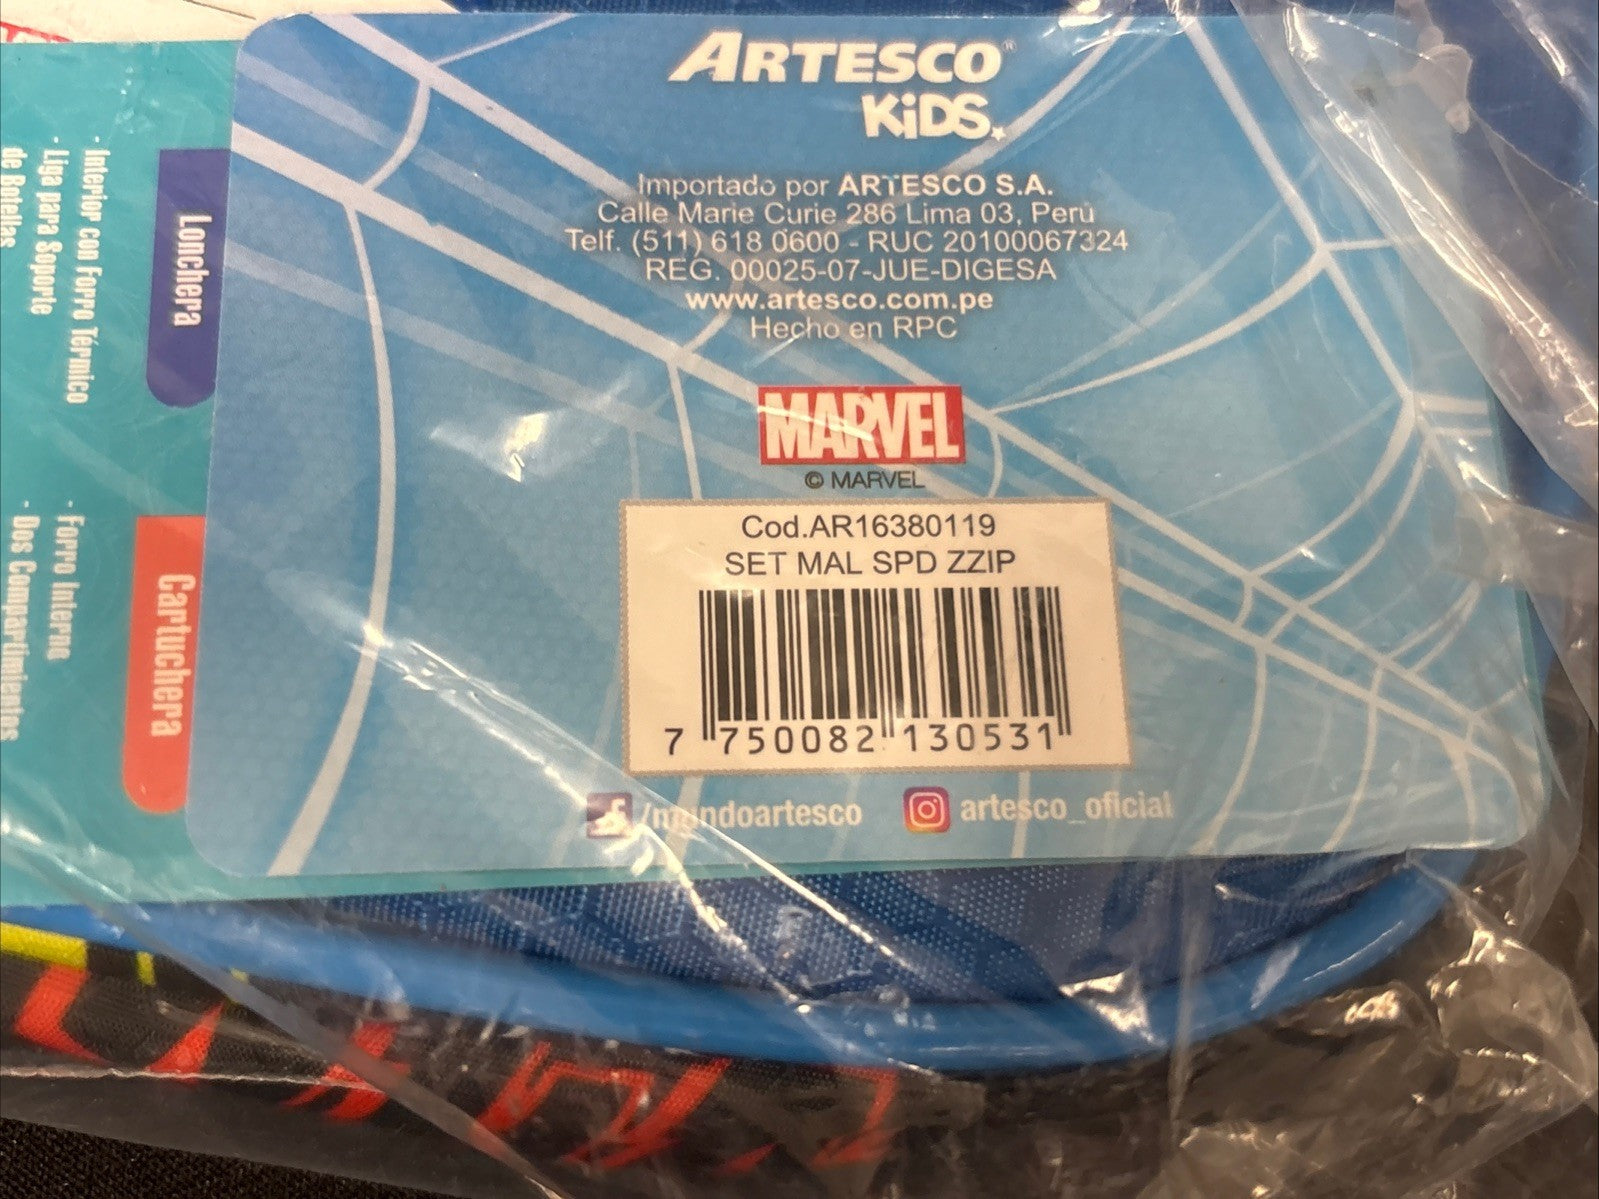 ARTESCO®
KiDS
Importado por ARTESCO S.A.
Calle Marie Curie 286 Lima 03, Perú
Telf. (511) 618 0600 - RUC 20100067324
REG. 00025-07-JUE-DIGESA
www.artesco.com.pe
Hecho en RPC
MARVEL
© MARVEL
Cod.AR16380119
SET MAL SPD ZZIP
7 750082 130531
/mundoartesco
artesco_oficial
Lonchera
- Interior con Forro Térmico
- Liga para Soporte
de Botellas
Cartuchera
- Forro Interno
- Dos Compartimientos